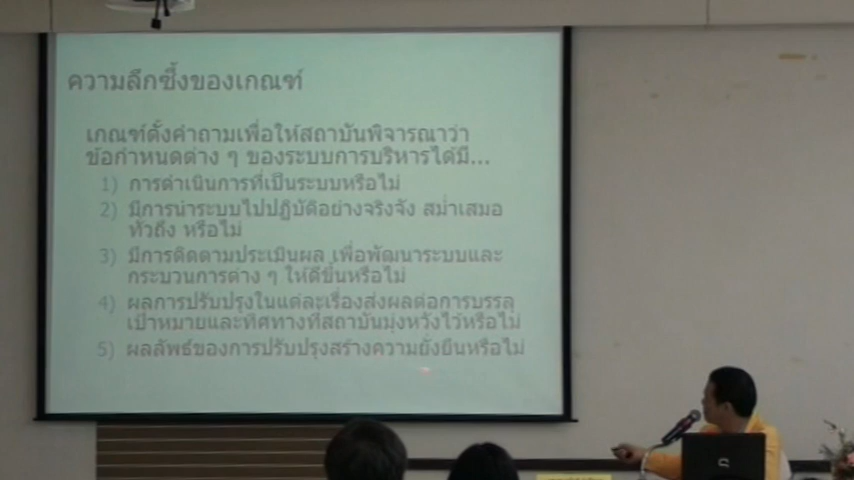 ความลึกซึ้งของเกณฑ์
เกณฑ์ตั้งคำถามเพื่อให้สถาบันพิจารณาว่า
ข้อกำหนดต่าง ๆ ของระบบการบริหารได้มี...
1) การดำเนินการที่เป็นระบบหรือไม่
2) มีการนำระบบไปปฏิบัติอย่างจริงจัง สม่ำเสมอ
ทั่วถึง หรือไม่
3) มีการติดตามประเมินผล เพื่อพัฒนาระบบและ
กระบวนการต่าง ๆ ให้ดีขึ้นหรือไม่
4) ผลการปรับปรุงในแต่ละเรื่องส่งผลต่อการบรรลุ
เป้าหมายและทิศทางที่สถาบันมุ่งหวังไว้หรือไม่
5) ผลลัพธ์ของการปรับปรุงสร้างความยั่งยืนหรือไม่